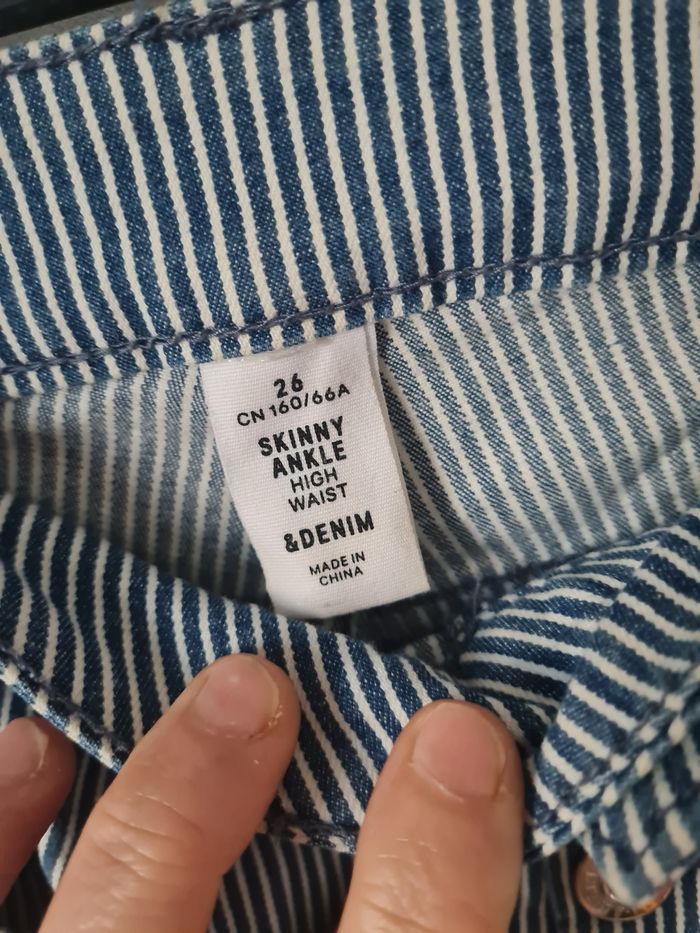 26
CN 160/66A
SKINNY
ANKLE
HIGH
WAIST
&DENIM
MADE IN
CHINA